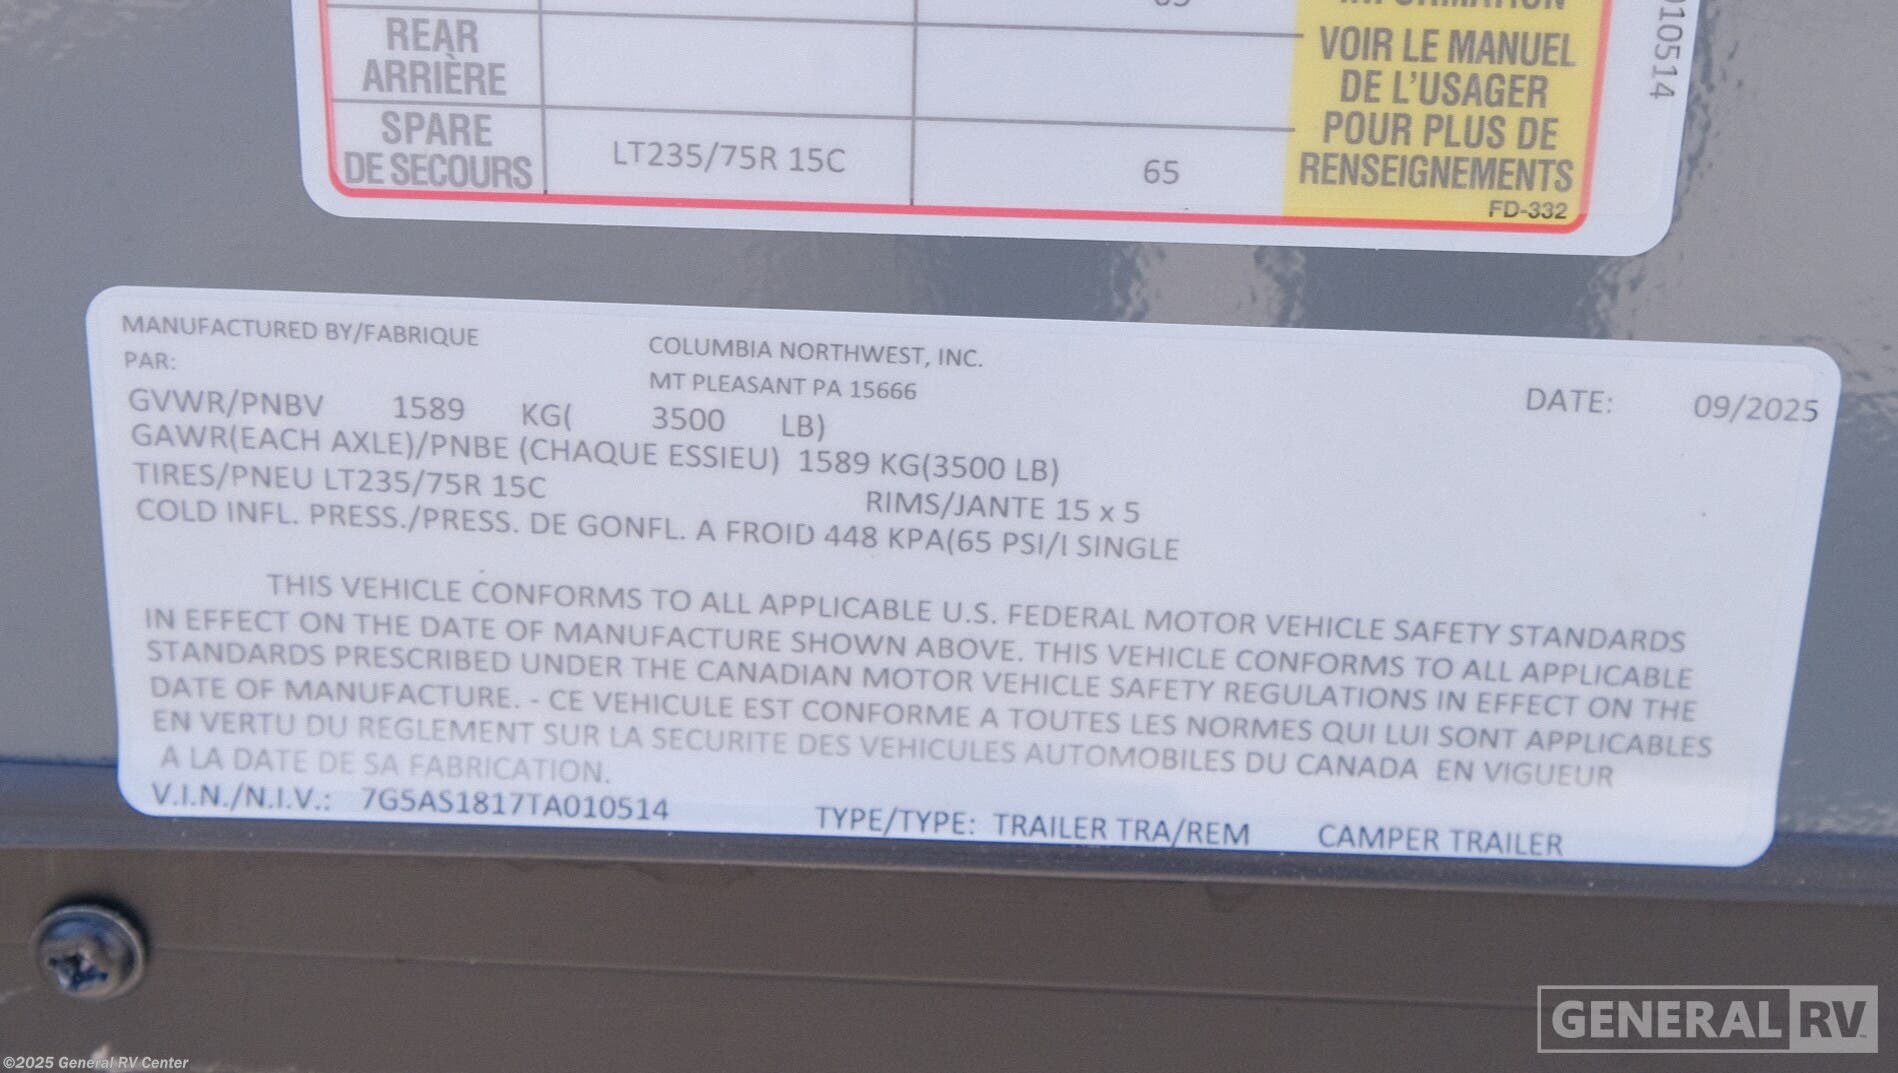 REAR
ARRIÈRE
SPARE
DE SECOURS
LT235/75R 15C
65
VOIR LE MANUEL
DE L'USAGER
POUR PLUS DE
RENSEIGNEMENTS
FD-332
010514
MANUFACTURED BY/FABRIQUE
PAR:
COLUMBIA NORTHWEST, INC.
MT PLEASANT PA 15666
DATE: 09/2025
GVWR/PNBV 1589 KG( 3500 LB)
GAWR(EACH AXLE)/PNBE (CHAQUE ESSIEU) 1589 KG(3500 LB)
TIRES/PNEU LT235/75R 15C RIMS/JANTE 15 x 5
COLD INFL. PRESS./PRESS. DE GONFL. A FROID 448 KPA(65 PSI/l SINGLE
THIS VEHICLE CONFORMS TO ALL APPLICABLE U.S. FEDERAL MOTOR VEHICLE SAFETY STANDARDS
IN EFFECT ON THE DATE OF MANUFACTURE SHOWN ABOVE. THIS VEHICLE CONFORMS TO ALL APPLICABLE
STANDARDS PRESCRIBED UNDER THE CANADIAN MOTOR VEHICLE SAFETY REGULATIONS IN EFFECT ON THE
DATE OF MANUFACTURE. - CE VEHICULE EST CONFORME A TOUTES LES NORMES QUI LUI SONT APPLICABLES
EN VERTU DU REGLEMENT SUR LA SECURITE DES VEHICULES AUTOMOBILES DU CANADA EN VIGUEUR
A LA DATE DE SA FABRICATION.
V.I.N./N.I.V.: 7G5AS1817TA010514 TYPE/TYPE: TRAILER TRA/REM CAMPER TRAILER
GENERAL RV
©2025 General RV Center